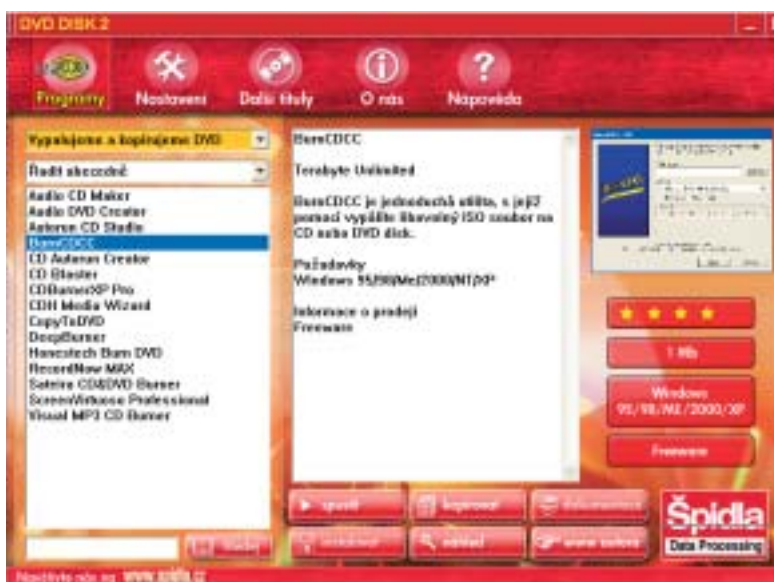 DVD DISK 2
Programy
Nastavení
Další tituly
O nás
Nápověda
Vypalujeme a kopírujeme DVD
Řadit abecedně
Audio CD Maker
Audio DVD Creator
Autorun CD Studio
BurnCDCC
CD Autorun Creator
CD Blaster
CDBurnerXP Pro
CDH Media Wizard
CopyToDVD
DeepBurner
Honestech Burn DVD
RecordNow MAX
Sateira CD&DVD Burner
ScreenVirtuoso Professional
Visual MP3 CD Burner
BurnCDCC
Terabyte Unlimited
BurnCDCC je jednoduchá utilita, s jejíž
pomocí vypálíte libovolný ISO soubor na
CD nebo DVD disk.
Požadavky
Windows 95/98/Me/2000/NT/XP
Informace o prodeji
Freeware
1 Mb
Windows
95/98/ME/2000/XP
Freeware
spustit
kopírovat
dokumentace
instalovat
náhled
www autora
hledej
Špidla
Data Processing
Navštivte nás na www.spidla.cz